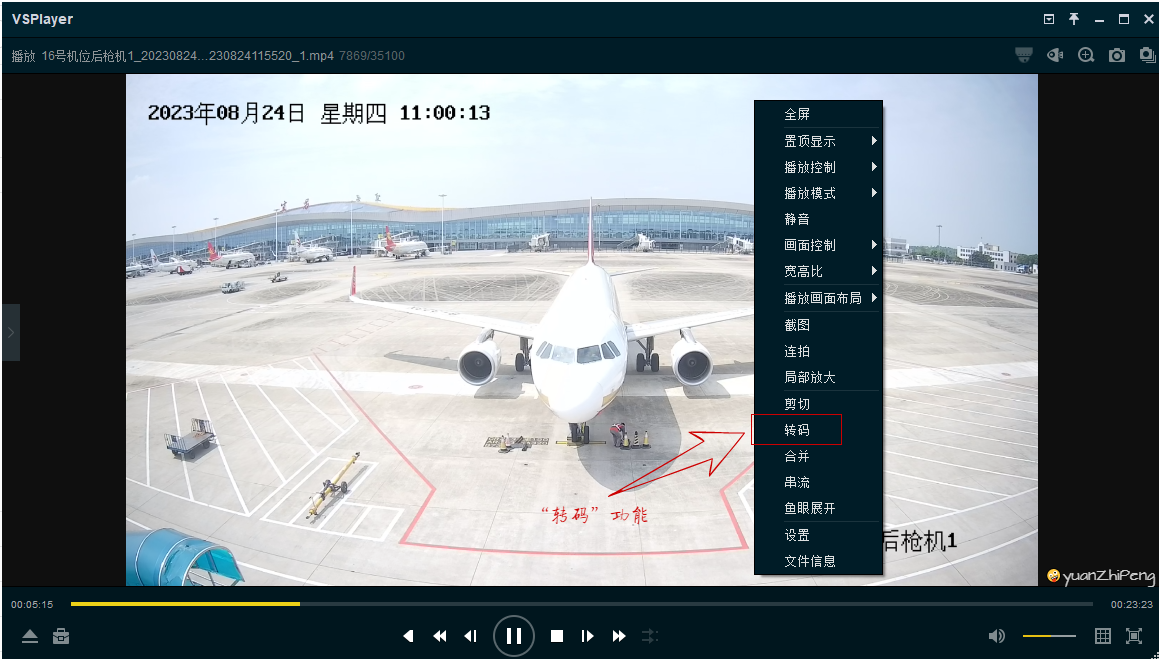 VSPlayer
播放 16号机位后枪机1_20230824...230824115520_1.mp4 7869/35100
2023年08月24日 星期四 11:00:13
全屏
置顶显示
播放控制
播放模式
静音
画面控制
宽高比
播放画面布局
截图
连拍
局部放大
剪切
转码
合并
串流
鱼眼展开
设置
文件信息
“转码”功能
后枪机1
yuanZhiPeng
00:05:15
00:23:23